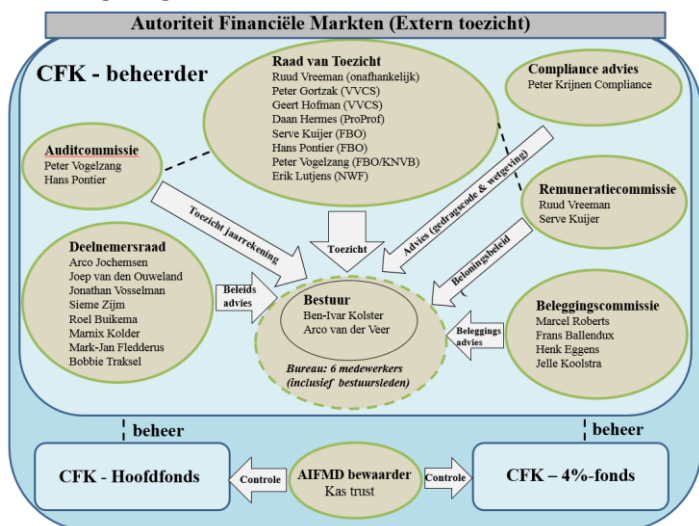 Autoriteit Financiële Markten (Extern toezicht)
CFK - beheerder
Raad van Toezicht
Ruud Vreeman (onafhankelijk)
Peter Gortzak (VVCS)
Geert Hofman (VVCS)
Daan Hermes (ProProf)
Serve Kuijer (FBO)
Hans Pontier (FBO)
Peter Vogelzang (FBO/KNVB)
Erik Lutjens (NWF)
Compliance advies
Peter Krijnen Compliance
Auditcommissie
Peter Vogelzang
Hans Pontier
Remuneratiecommissie
Ruud Vreeman
Serve Kuijer
Toezicht jaarrekening
Toezicht
Advies (gedragscode & wetgeving)
Beloningsbeleid
Deelnemersraad
Arco Jochemsen
Joep van den Ouweland
Jonathan Vosselman
Sieme Zijm
Roel Buikema
Marnix Kolder
Mark-Jan Fledderus
Bobbie Traksel
Beleids
advies
Bestuur
Ben-Ivar Kolster
Arco van der Veer
Bureau: 6 medewerkers
(inclusief bestuursleden)
Beleggings
advies
Beleggingscommissie
Marcel Roberts
Frans Ballendux
Henk Eggens
Jelle Koolstra
beheer
beheer
CFK - Hoofdfonds
Controle
AIFMD bewaarder
Kas trust
Controle
CFK – 4%-fonds